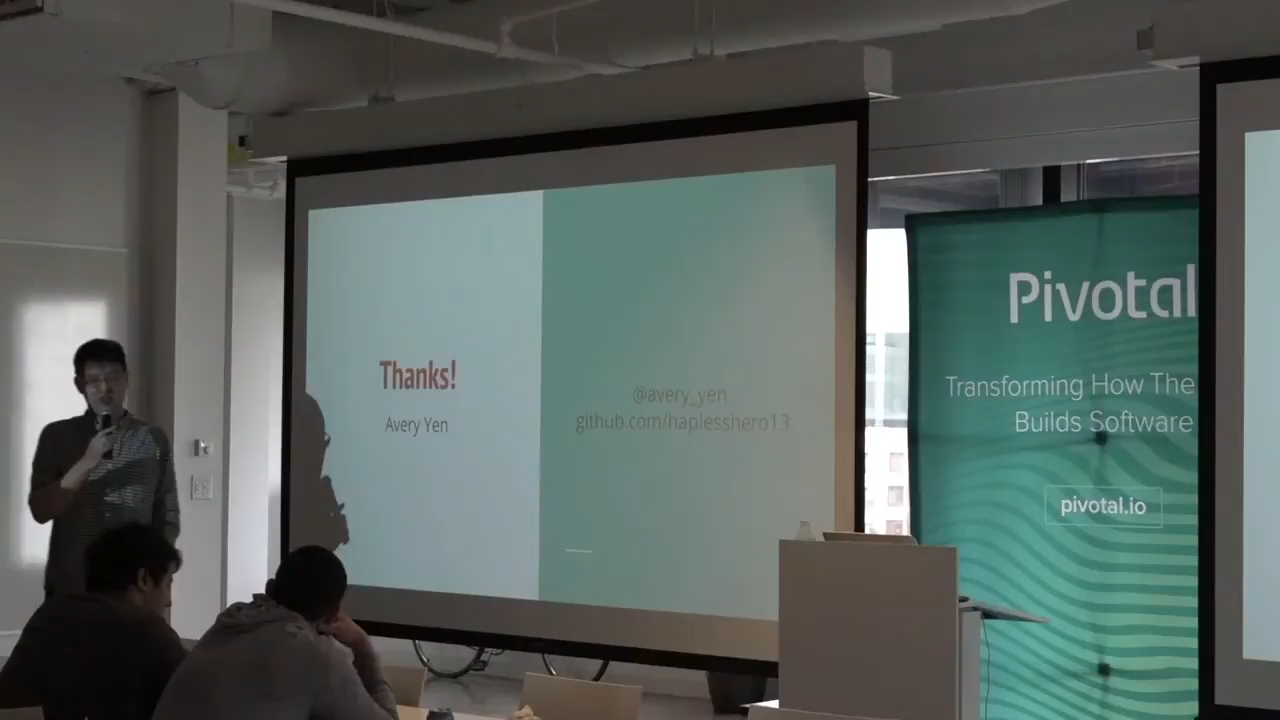 Thanks!
Avery Yen
@avery_yen
github.com/haplesshero13
Pivotal
Transforming How The
Builds Software
pivotal.io